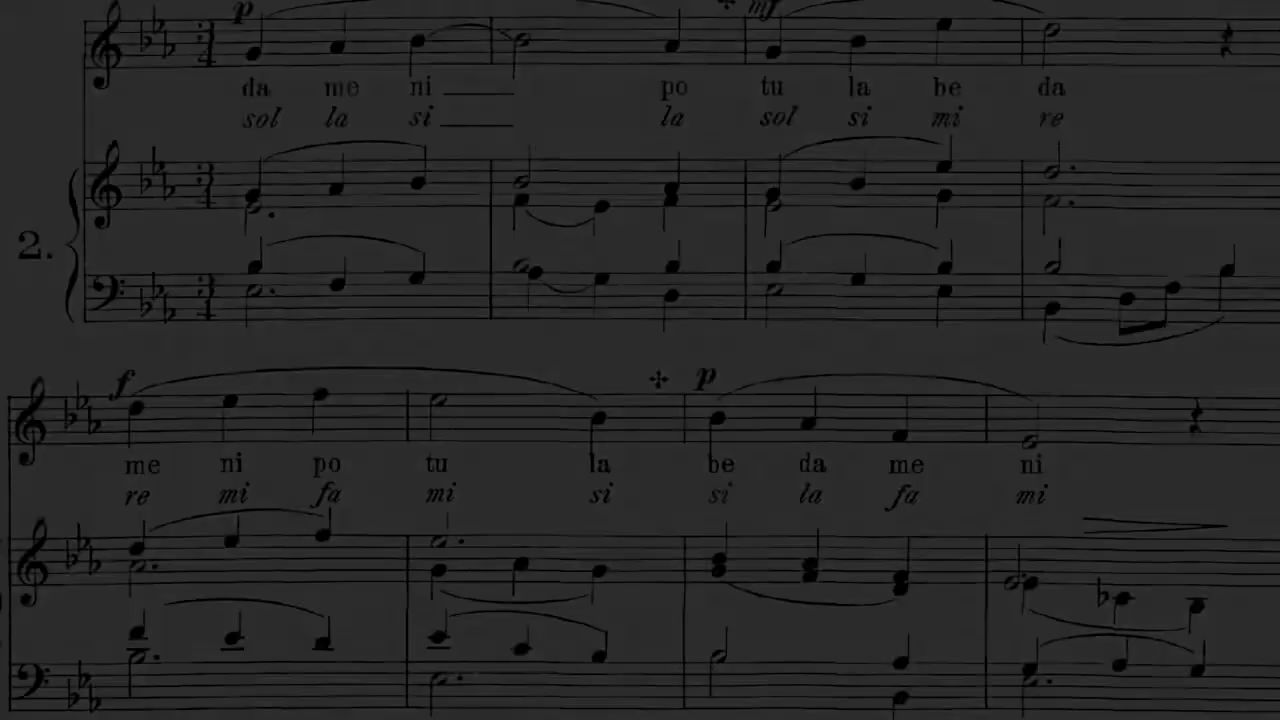 p mf
da me ni po tu la be da
sol la si la sol si mi re
2.
f p
me ni po tu la be da me ni
re mi fa mi si si la fa mi